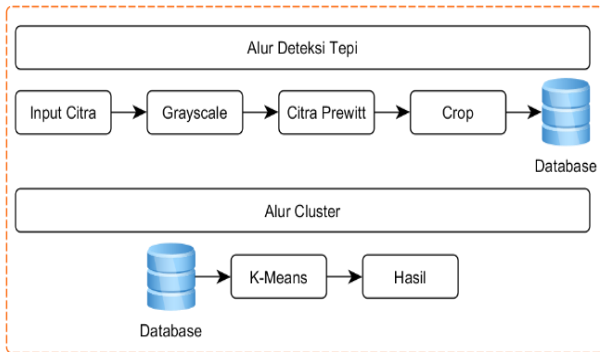 Alur Deteksi Tepi
Input Citra
Grayscale
Citra Prewitt
Crop
Database
Alur Cluster
K-Means
Hasil
Database